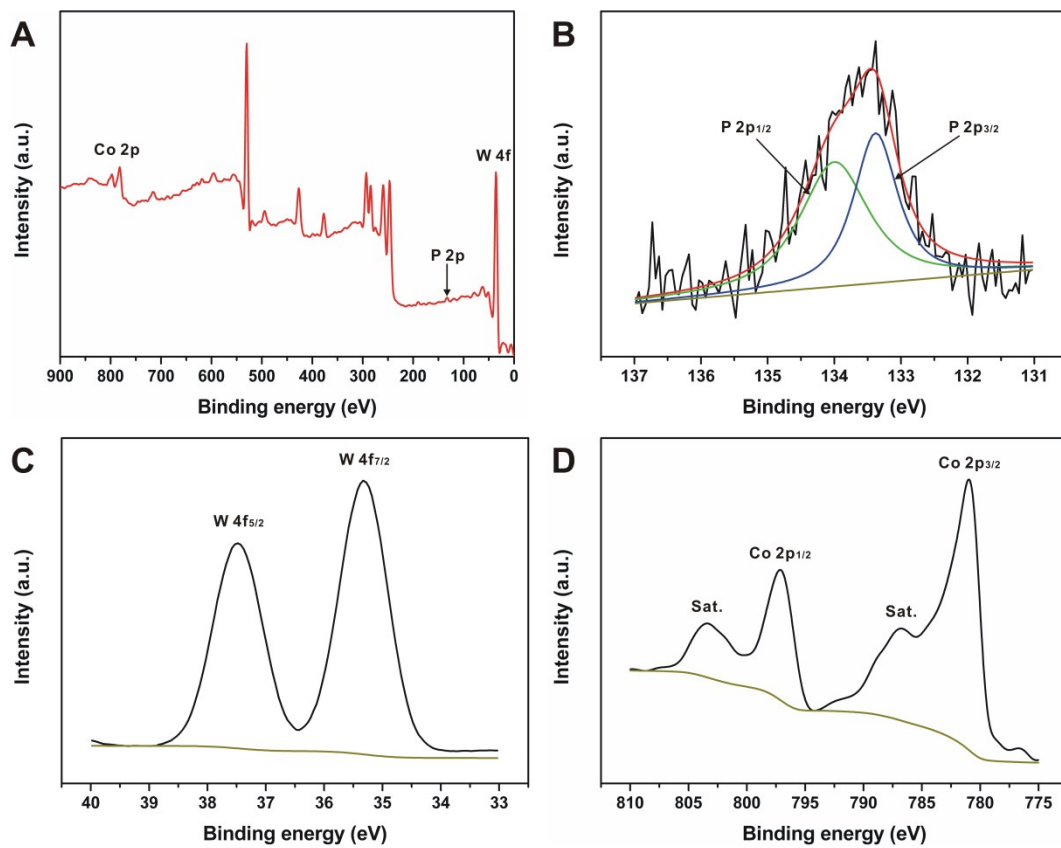 A
Intensity (a.u.)
Co 2p
W 4f
P 2p
900 800 700 600 500 400 300 200 100 0
Binding energy (eV)
B
Intensity (a.u.)
P 2p1/2
P 2p3/2
137 136 135 134 133 132 131
Binding energy (eV)
C
Intensity (a.u.)
W 4f7/2
W 4f5/2
40 39 38 37 36 35 34 33
Binding energy (eV)
D
Intensity (a.u.)
Co 2p3/2
Co 2p1/2
Sat.
Sat.
810 805 800 795 790 785 780 775
Binding energy (eV)